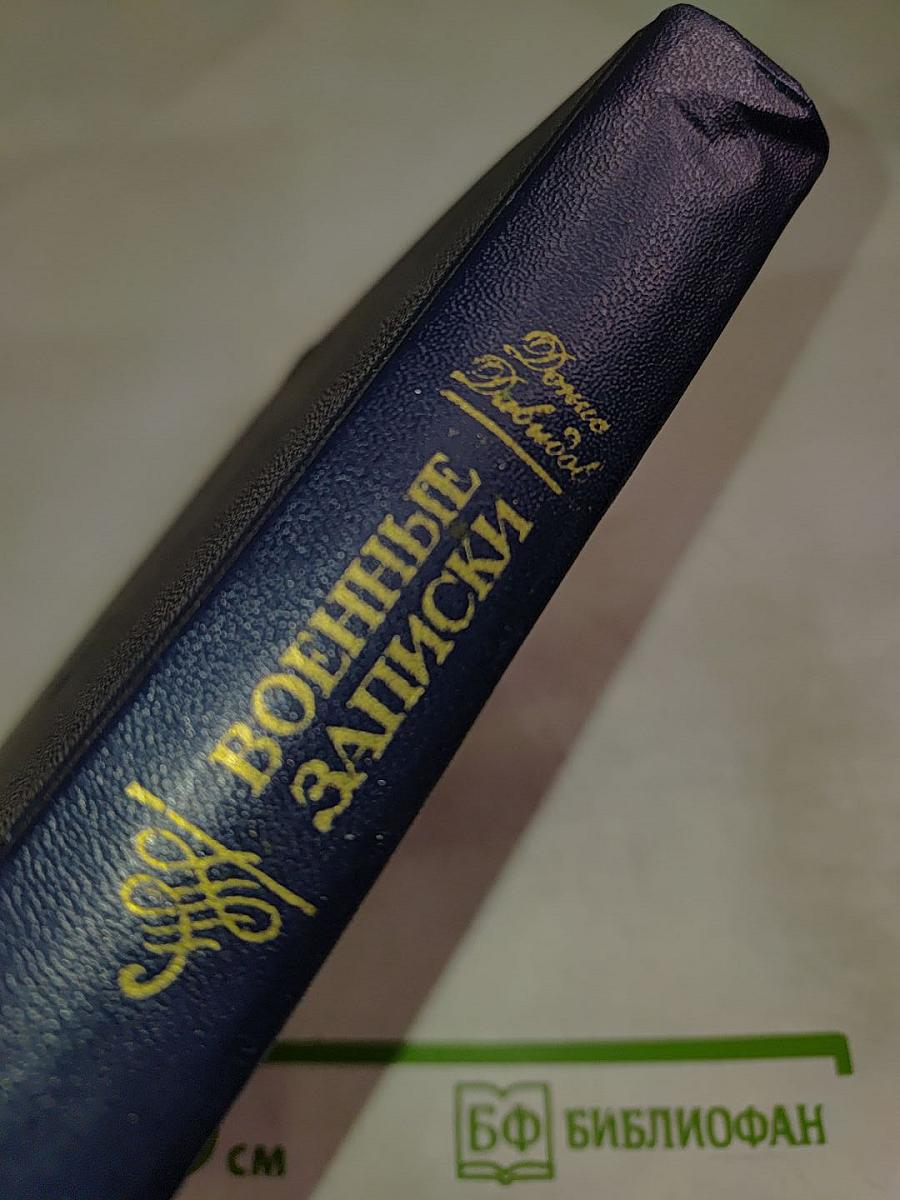 Денис
Давыдов
ВОЕННЫЕ
ЗАПИСКИ
см
БФ БИБЛИОФАН